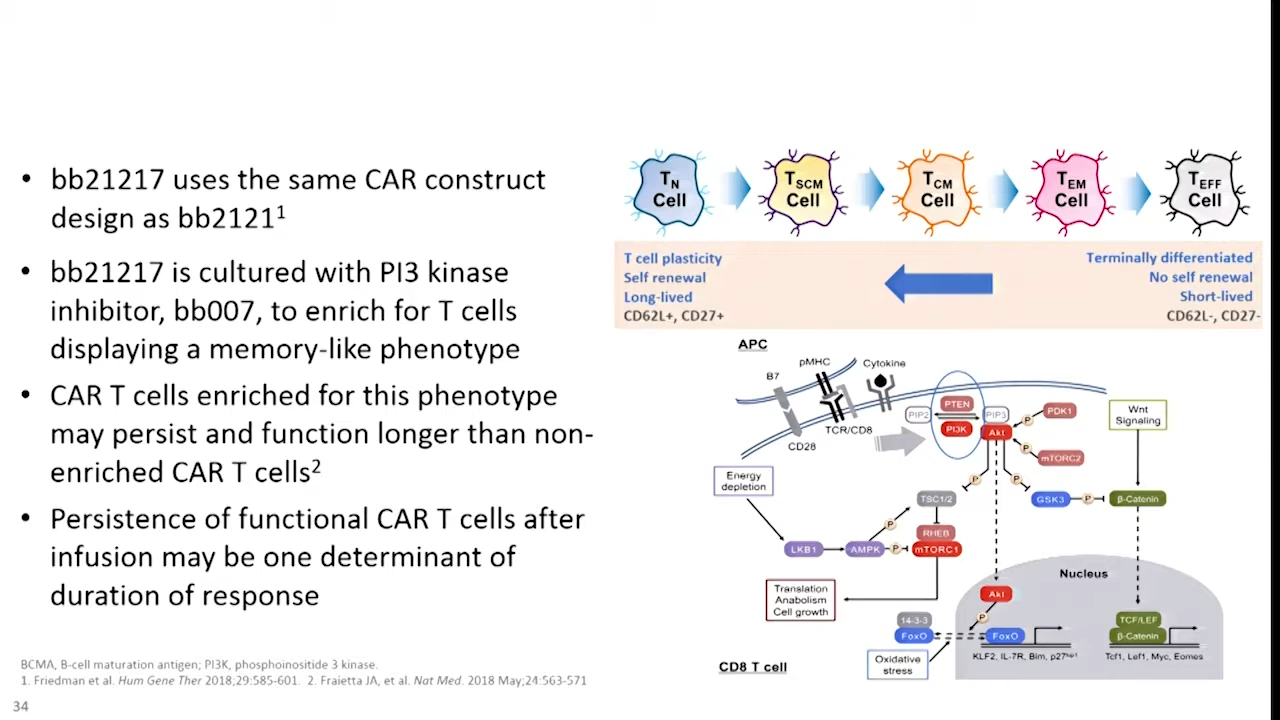 • bb21217 uses the same CAR construct
design as bb2121¹
• bb21217 is cultured with PI3 kinase
inhibitor, bb007, to enrich for T cells
displaying a memory-like phenotype
• CAR T cells enriched for this phenotype
may persist and function longer than non-
enriched CAR T cells²
• Persistence of functional CAR T cells after
infusion may be one determinant of
duration of response
BCMA, B-cell maturation antigen; PI3K, phosphoinositide 3 kinase.
1. Friedman et al. Hum Gene Ther 2018;29:585-601. 2. Fraietta JA, et al. Nat Med. 2018 May;24:563-571
34
TN Cell
TSCM Cell
TCM Cell
TEM Cell
TEFF Cell
T cell plasticity
Self renewal
Long-lived
CD62L+, CD27+
Terminally differentiated
No self renewal
Short-lived
CD62L-, CD27-
APC
B7
pMHC
Cytokine
CD28
TCR/CD8
PIP2
PTEN
PI3K
PIP3
Akt
PDK1
P
P
mTORC2
Wnt
Signaling
Energy
depletion
P
P
TSC1/2
GSK3
P
β-Catenin
P
RHEB
LKB1
AMPK
P
mTORC1
Nucleus
Translation
Anabolism
Cell growth
Akt
P
14-3-3
FoxO
FoxO
TCF/LEF
β-Catenin
KLF2, IL-7R, Bim, p27ᵏⁱᵖ¹
Tcf1, Lef1, Myc, Eomes
Oxidative
stress
CD8 T cell